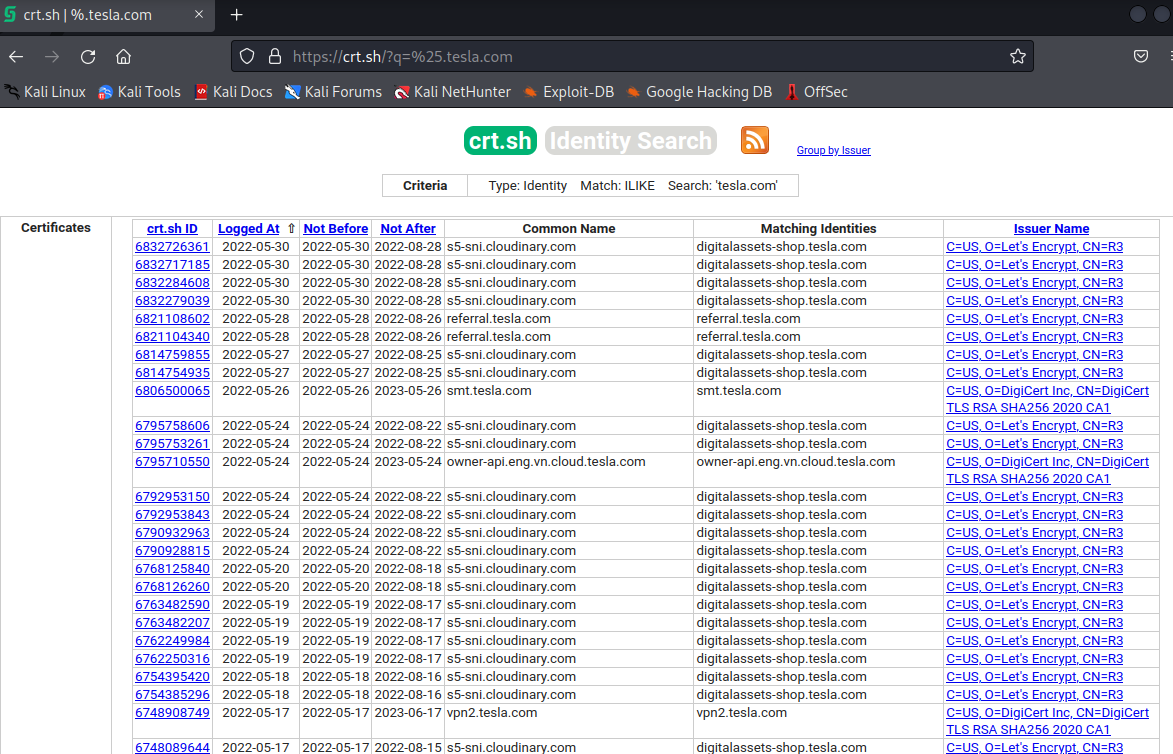 crt.sh | %.tesla.com
https://crt.sh/?q=%25.tesla.com
Kali Linux Kali Tools Kali Docs Kali Forums Kali NetHunter Exploit-DB Google Hacking DB OffSec
crt.sh Identity Search Group by Issuer
Criteria Type: Identity Match: ILIKE Search: 'tesla.com'
Certificates crt.sh ID Logged At ⇧ Not Before Not After Common Name Matching Identities Issuer Name
6832726361 2022-05-30 2022-05-30 2022-08-28 s5-sni.cloudinary.com digitalassets-shop.tesla.com C=US, O=Let's Encrypt, CN=R3
6832717185 2022-05-30 2022-05-30 2022-08-28 s5-sni.cloudinary.com digitalassets-shop.tesla.com C=US, O=Let's Encrypt, CN=R3
6832284608 2022-05-30 2022-05-30 2022-08-28 s5-sni.cloudinary.com digitalassets-shop.tesla.com C=US, O=Let's Encrypt, CN=R3
6832279039 2022-05-30 2022-05-30 2022-08-28 s5-sni.cloudinary.com digitalassets-shop.tesla.com C=US, O=Let's Encrypt, CN=R3
6821108602 2022-05-28 2022-05-28 2022-08-26 referral.tesla.com referral.tesla.com C=US, O=Let's Encrypt, CN=R3
6821104340 2022-05-28 2022-05-28 2022-08-26 referral.tesla.com referral.tesla.com C=US, O=Let's Encrypt, CN=R3
6814759855 2022-05-27 2022-05-27 2022-08-25 s5-sni.cloudinary.com digitalassets-shop.tesla.com C=US, O=Let's Encrypt, CN=R3
6814754935 2022-05-27 2022-05-27 2022-08-25 s5-sni.cloudinary.com digitalassets-shop.tesla.com C=US, O=Let's Encrypt, CN=R3
6806500065 2022-05-26 2022-05-26 2023-05-26 smt.tesla.com smt.tesla.com C=US, O=DigiCert Inc, CN=DigiCert
TLS RSA SHA256 2020 CA1
6795758606 2022-05-24 2022-05-24 2022-08-22 s5-sni.cloudinary.com digitalassets-shop.tesla.com C=US, O=Let's Encrypt, CN=R3
6795753261 2022-05-24 2022-05-24 2022-08-22 s5-sni.cloudinary.com digitalassets-shop.tesla.com C=US, O=Let's Encrypt, CN=R3
6795710550 2022-05-24 2022-05-24 2023-05-24 owner-api.eng.vn.cloud.tesla.com owner-api.eng.vn.cloud.tesla.com C=US, O=DigiCert Inc, CN=DigiCert
TLS RSA SHA256 2020 CA1
6792953150 2022-05-24 2022-05-24 2022-08-22 s5-sni.cloudinary.com digitalassets-shop.tesla.com C=US, O=Let's Encrypt, CN=R3
6792953843 2022-05-24 2022-05-24 2022-08-22 s5-sni.cloudinary.com digitalassets-shop.tesla.com C=US, O=Let's Encrypt, CN=R3
6790932963 2022-05-24 2022-05-24 2022-08-22 s5-sni.cloudinary.com digitalassets-shop.tesla.com C=US, O=Let's Encrypt, CN=R3
6790928815 2022-05-24 2022-05-24 2022-08-22 s5-sni.cloudinary.com digitalassets-shop.tesla.com C=US, O=Let's Encrypt, CN=R3
6768125840 2022-05-20 2022-05-20 2022-08-18 s5-sni.cloudinary.com digitalassets-shop.tesla.com C=US, O=Let's Encrypt, CN=R3
6768126260 2022-05-20 2022-05-20 2022-08-18 s5-sni.cloudinary.com digitalassets-shop.tesla.com C=US, O=Let's Encrypt, CN=R3
6763482590 2022-05-19 2022-05-19 2022-08-17 s5-sni.cloudinary.com digitalassets-shop.tesla.com C=US, O=Let's Encrypt, CN=R3
6763482207 2022-05-19 2022-05-19 2022-08-17 s5-sni.cloudinary.com digitalassets-shop.tesla.com C=US, O=Let's Encrypt, CN=R3
6762249984 2022-05-19 2022-05-19 2022-08-17 s5-sni.cloudinary.com digitalassets-shop.tesla.com C=US, O=Let's Encrypt, CN=R3
6762250316 2022-05-19 2022-05-19 2022-08-17 s5-sni.cloudinary.com digitalassets-shop.tesla.com C=US, O=Let's Encrypt, CN=R3
6754395420 2022-05-18 2022-05-18 2022-08-16 s5-sni.cloudinary.com digitalassets-shop.tesla.com C=US, O=Let's Encrypt, CN=R3
6754385296 2022-05-18 2022-05-18 2022-08-16 s5-sni.cloudinary.com digitalassets-shop.tesla.com C=US, O=Let's Encrypt, CN=R3
6748908749 2022-05-17 2022-05-17 2023-06-17 vpn2.tesla.com vpn2.tesla.com C=US, O=DigiCert Inc, CN=DigiCert
TLS RSA SHA256 2020 CA1
6748089644 2022-05-17 2022-05-17 2022-08-15 s5-sni.cloudinary.com digitalassets-shop.tesla.com C=US, O=Let's Encrypt, CN=R3